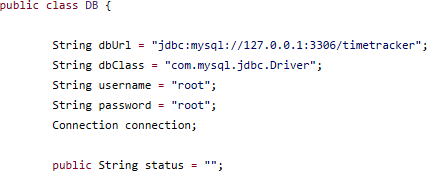 public class DB {
String dbUrl = "jdbc:mysql://127.0.0.1:3306/timetracker";
String dbClass = "com.mysql.jdbc.Driver";
String username = "root";
String password = "root";
Connection connection;
public String status = "";